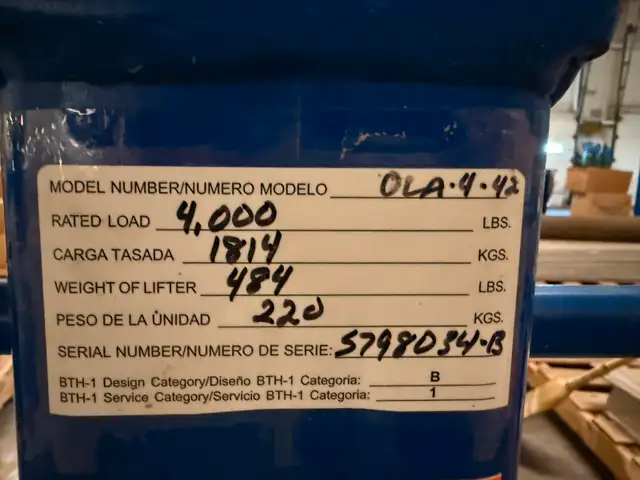 MODEL NUMBER/NUMERO MODELO OLA-4-42
RATED LOAD 4,000 LBS.
CARGA TASADA 1814 KGS.
WEIGHT OF LIFTER 484 LBS.
PESO DE LA ÙNIDAD 220 KGS.
SERIAL NUMBER/NUMERO DE SERIE: S798034-B
BTH-1 Design Category/Diseño BTH-1 Categoria: B
BTH-1 Service Category/Servicio BTH-1 Categoria: 1